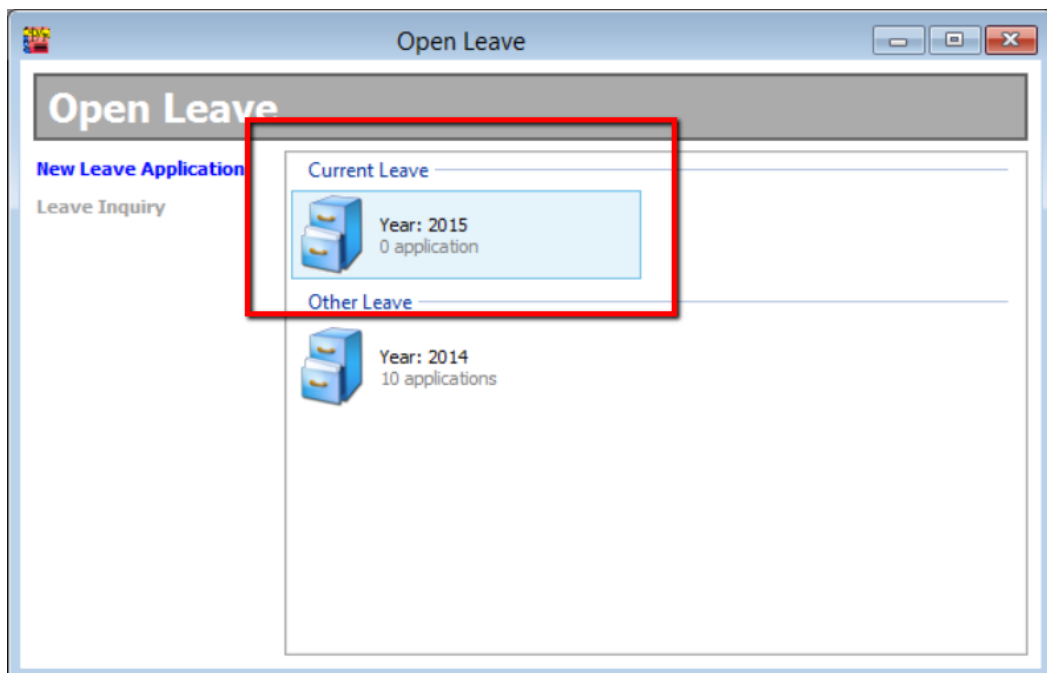 Open Leave
Open Leave
New Leave Application
Leave Inquiry
Current Leave
Year: 2015
0 application
Other Leave
Year: 2014
10 applications